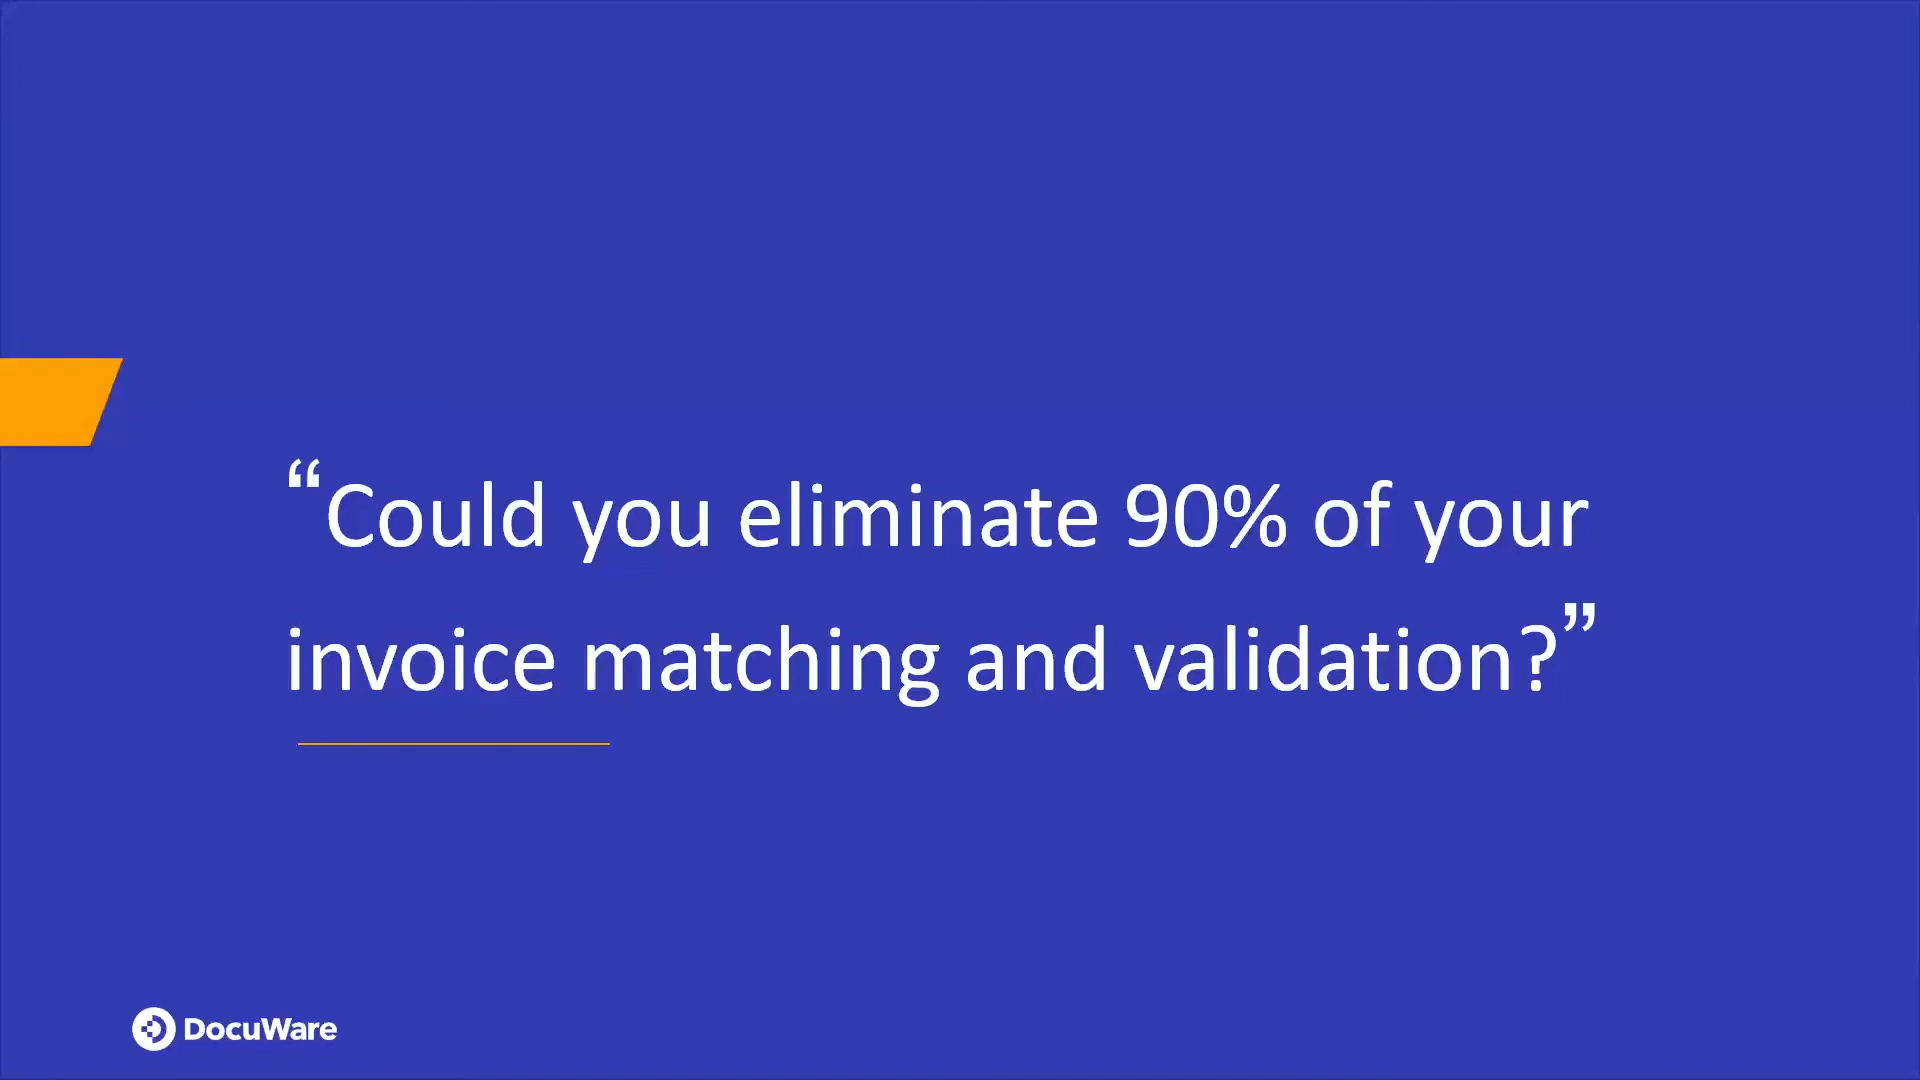 “Could you eliminate 90% of your
invoice matching and validation?”
DocuWare